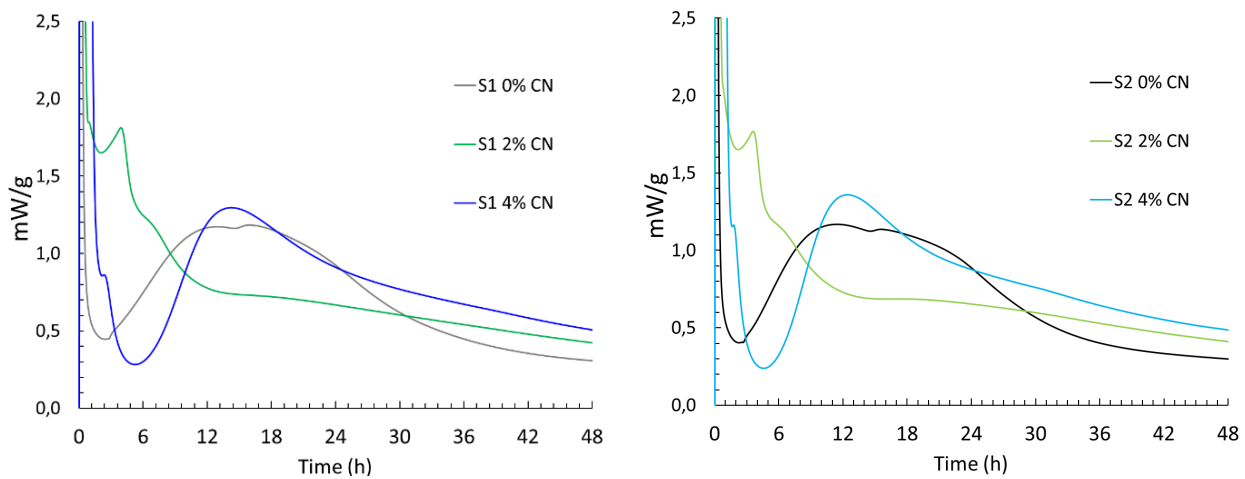 2,5
2,0
1,5
1,0
0,5
0,0
mW/g
0 6 12 18 24 30 36 42 48
Time (h)
S1 0% CN
S1 2% CN
S1 4% CN
2,5
2,0
1,5
1,0
0,5
0,0
mW/g
0 6 12 18 24 30 36 42 48
Time (h)
S2 0% CN
S2 2% CN
S2 4% CN